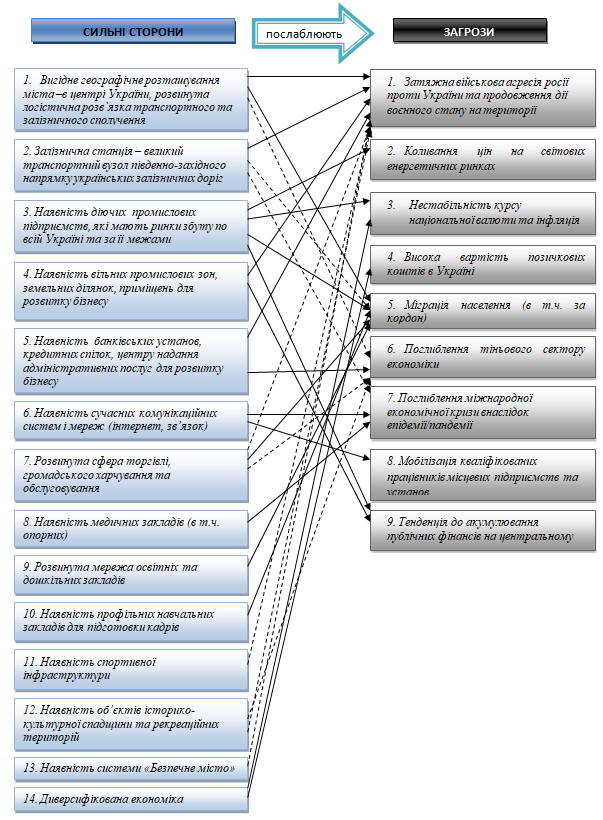 СИЛЬНІ СТОРОНИ
послаблюють
ЗАГРОЗИ
1. Вигідне географічне розташування
міста –в центрі України, розвинута
логістична розв’язка транспортного та
залізничного сполучення
2. Залізнична станція – великий
транспортний вузол південно-західного
напрямку українських залізничних доріг
3. Наявність діючих промислових
підприємств, які мають ринки збуту по
всій Україні та за її межами
4. Наявність вільних промислових зон,
земельних ділянок, приміщень для
розвитку бізнесу
5. Наявність банківських установ,
кредитних спілок, центру надання
адміністративних послуг для розвитку
бізнесу
6. Наявність сучасних комунікаційних
систем і мереж (інтернет, зв’язок)
7. Розвинута сфера торгівлі,
громадського харчування та
обслуговування
8. Наявність медичних закладів (в т.ч.
опорних)
9. Розвинута мережа освітніх та
дошкільних закладів
10. Наявність профільних навчальних
закладів для підготовки кадрів
11. Наявність спортивної
інфраструктури
12. Наявність об’єктів історико-
культурної спадщини та рекреаційних
територій
13. Наявність системи «Безпечне місто»
14. Диверсифікована економіка
1. Затяжна військова агресія росії
проти України та продовження дії
воєнного стану на території
2. Коливання цін на світових
енергетичних ринках
3. Нестабільність курсу
національної валюти та інфляція
4. Висока вартість позичкових
коштів в Україні
5. Міграція населення (в т.ч. за
кордон)
6. Поглиблення тіньового сектору
економіки
7. Поглиблення міжнародної
економічної кризи внаслідок
епідемії/пандемії
8. Мобілізація кваліфікованих
працівників місцевих підприємств та
установ
9. Тенденція до акумулювання
публічних фінансів на центральному